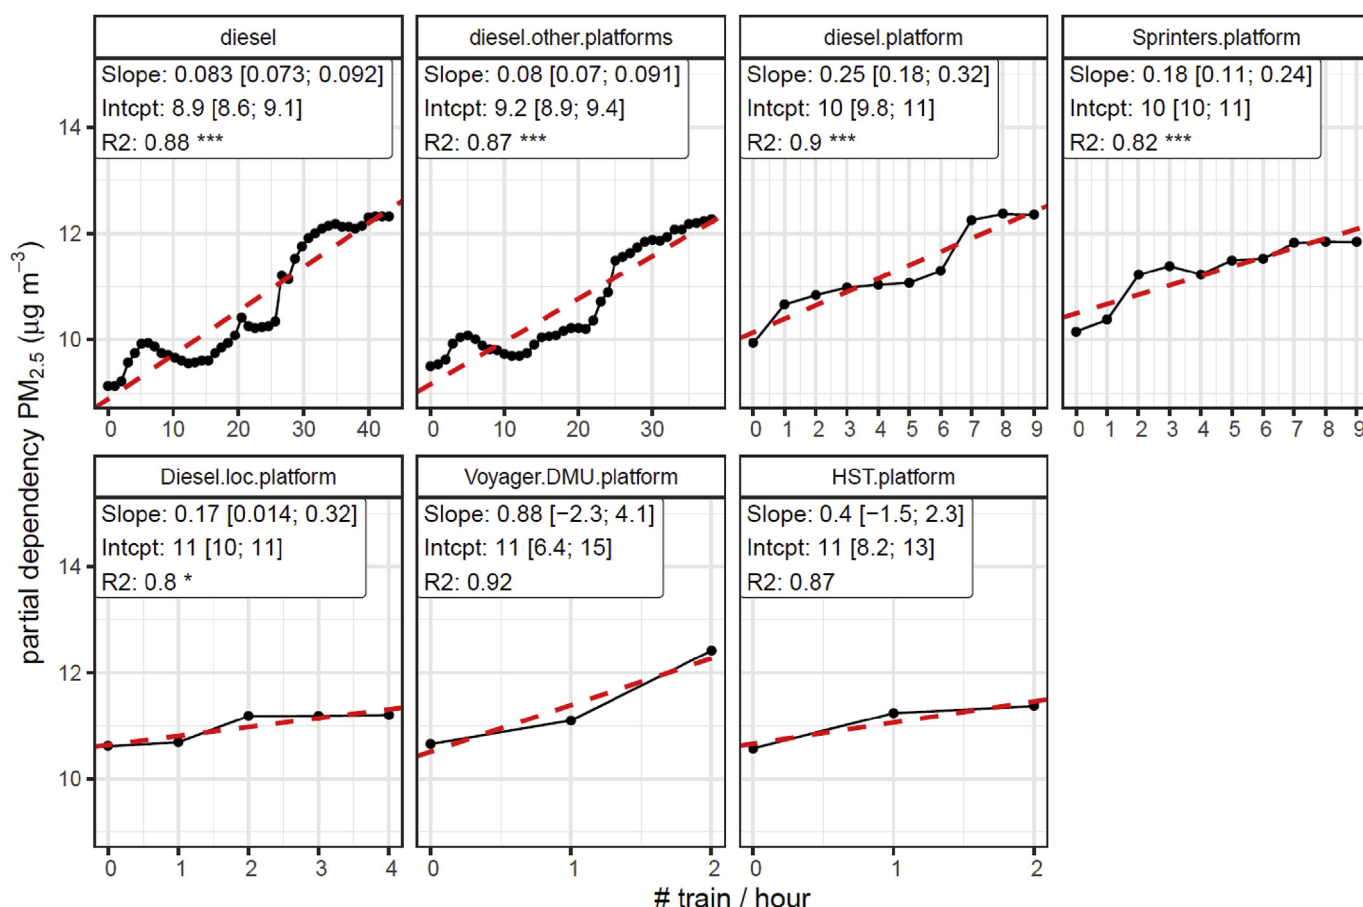 diesel
Slope: 0.083 [0.073; 0.092]
Intcpt: 8.9 [8.6; 9.1]
R2: 0.88 ***
diesel.other.platforms
Slope: 0.08 [0.07; 0.091]
Intcpt: 9.2 [8.9; 9.4]
R2: 0.87 ***
diesel.platform
Slope: 0.25 [0.18; 0.32]
Intcpt: 10 [9.8; 11]
R2: 0.9 ***
Sprinters.platform
Slope: 0.18 [0.11; 0.24]
Intcpt: 10 [10; 11]
R2: 0.82 ***
14
12
10
0 10 20 30 40
0 10 20 30
0 1 2 3 4 5 6 7 8 9
0 1 2 3 4 5 6 7 8 9
partial dependency PM2.5 (µg m−3)
Diesel.loc.platform
Slope: 0.17 [0.014; 0.32]
Intcpt: 11 [10; 11]
R2: 0.8 *
Voyager.DMU.platform
Slope: 0.88 [−2.3; 4.1]
Intcpt: 11 [6.4; 15]
R2: 0.92
HST.platform
Slope: 0.4 [−1.5; 2.3]
Intcpt: 11 [8.2; 13]
R2: 0.87
14
12
10
0 1 2 3 4
0 1 2
0 1 2
# train / hour